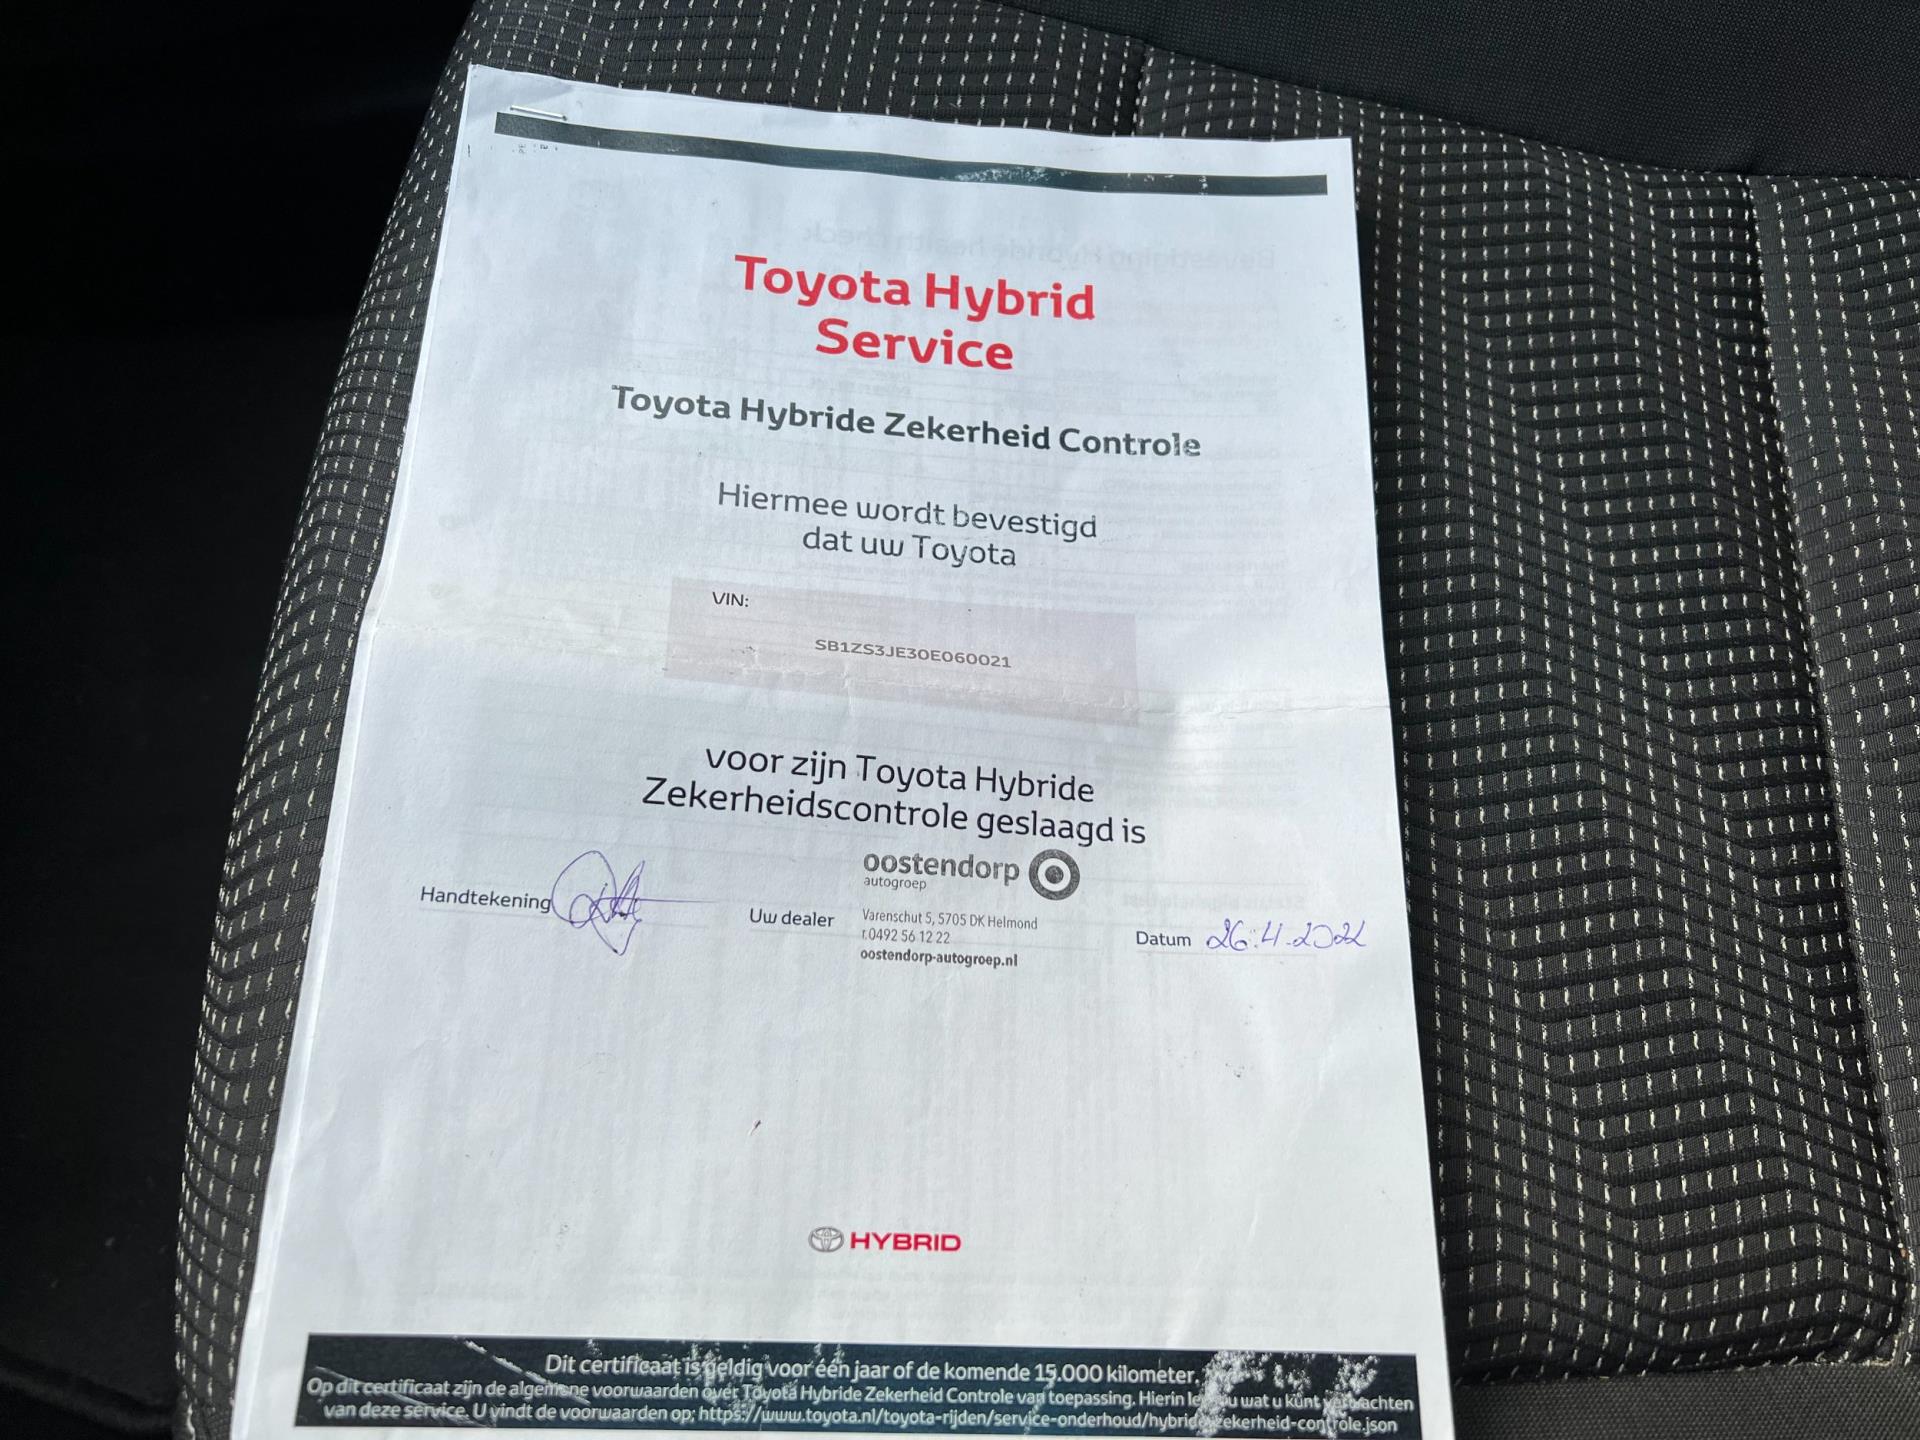 Toyota Hybrid
Service
Toyota Hybride Zekerheid Controle
Hiermee wordt bevestigd
dat uw Toyota
VIN:
SB1ZS3JE30E060021
voor zijn Toyota Hybride
Zekerheidscontrole geslaagd is
oostendorp
autogroep
Handtekening
Uw dealer
Varenschut 5, 5705 DK Helmond
t.0492 56 12 22
oostendorp-autogroep.nl
Datum 26.4.2022
HYBRID
Dit certificaat is geldig voor één jaar of de komende 15.000 kilometer.
Op dit certificaat zijn de algemene voorwaarden over Toyota Hybride Zekerheid Controle van toepassing. Hierin u wat u kunt verwachten
van deze service. U vindt de voorwaarden op: https://www.toyota.nl/toyota-rijden/service-onderhoud/hybride-zekerheid-controle.json